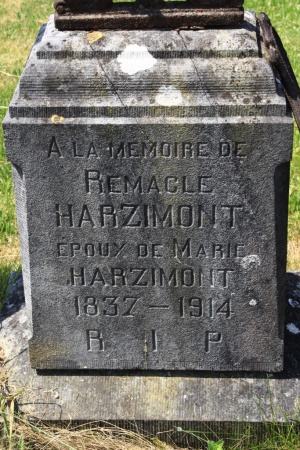 A LA MEMOIRE DE
REMACLE
HARZIMONT
EPOUX DE MARIE
HARZIMONT
1837 – 1914
R I P